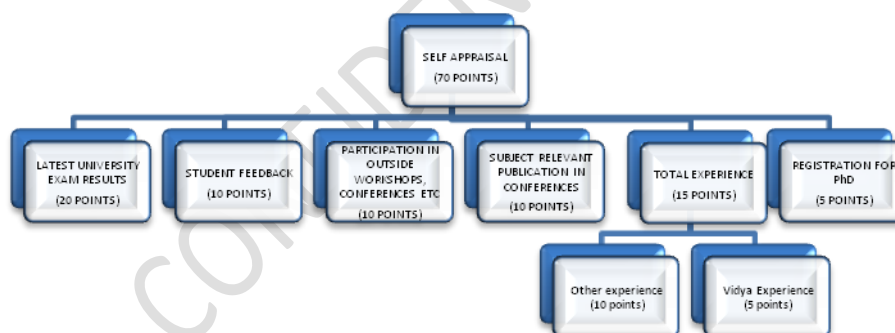 SELF APPRAISAL
(70 POINTS)
LATEST UNIVERSITY
EXAM RESULTS
(20 POINTS)
STUDENT FEEDBACK
(10 POINTS)
PARTICIPATION IN
OUTSIDE
WORKSHOPS,
CONFERENCES ETC
(10 POINTS)
SUBJECT RELEVANT
PUBLICATION IN
CONFERENCES
(10 POINTS)
TOTAL EXPERIENCE
(15 POINTS)
REGISTRATION FOR
PhD
(5 POINTS)
Other experience
(10 points)
Vidya Experience
(5 points)